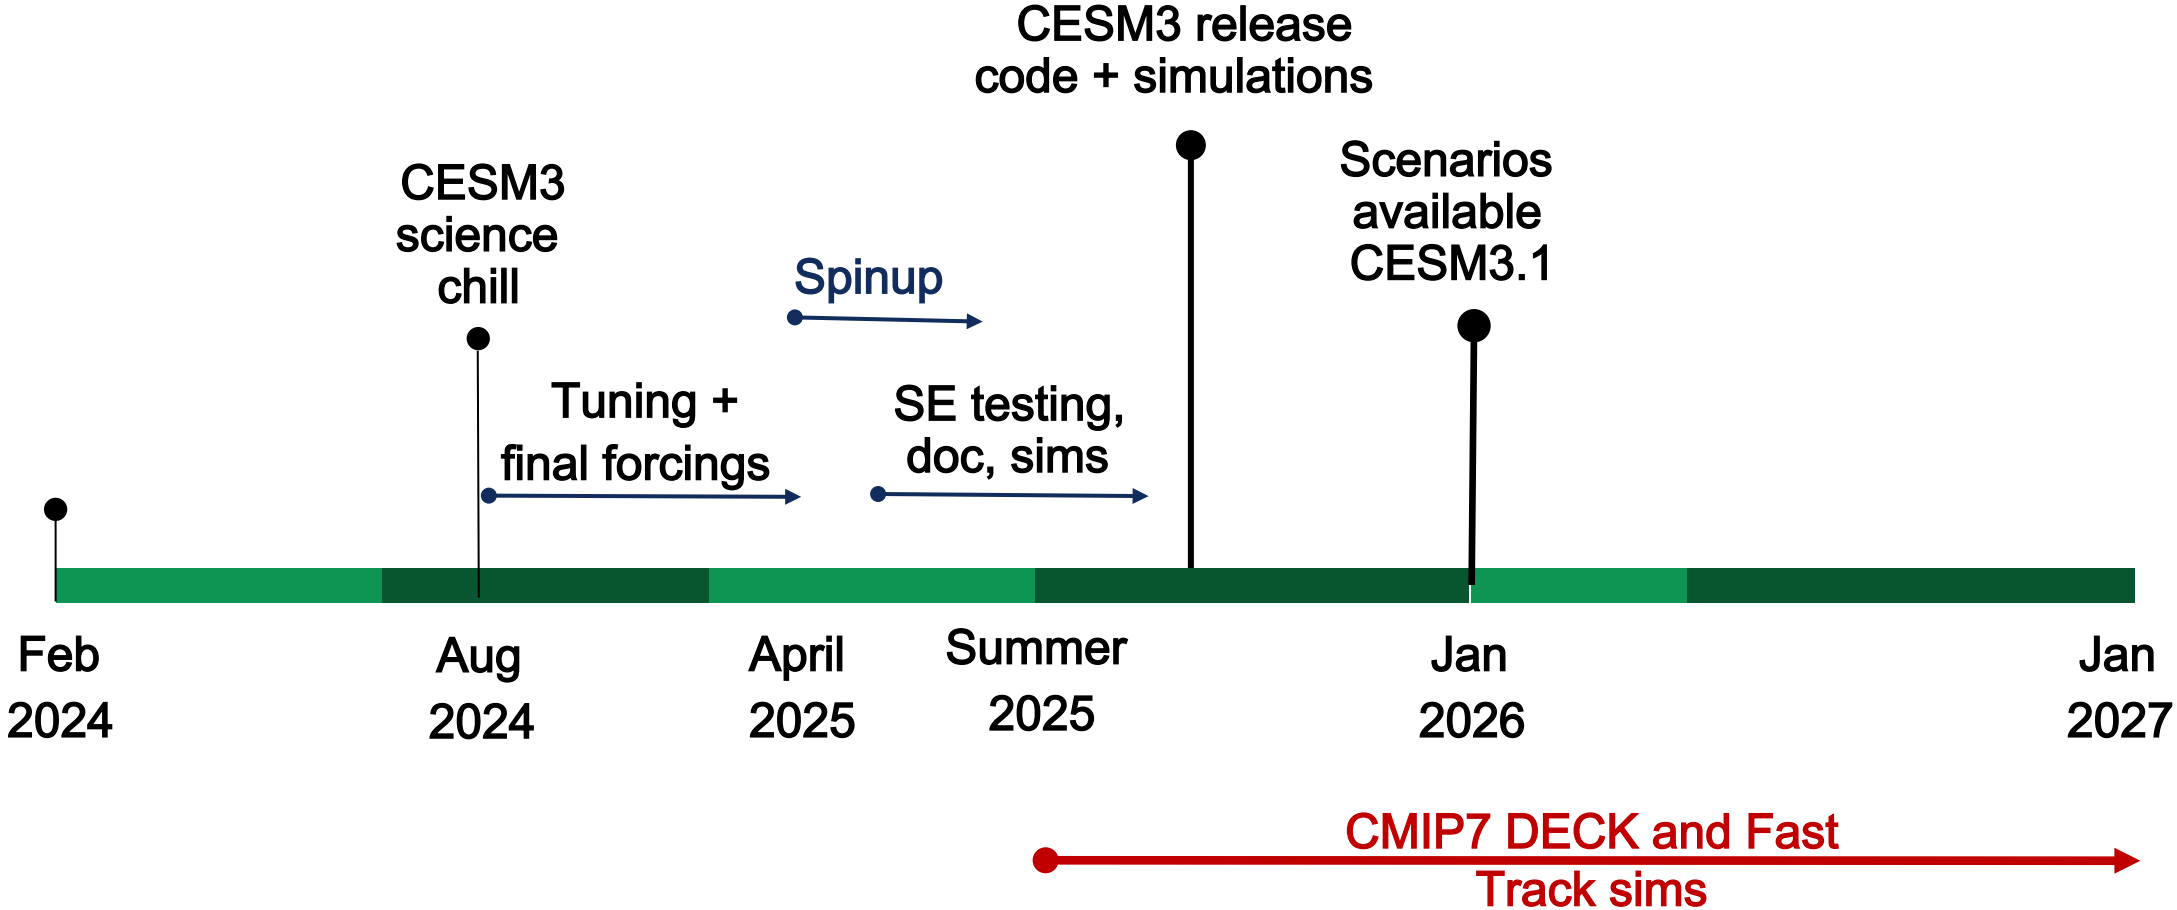 CESM3 release
code + simulations
Scenarios
available
CESM3.1
CESM3
science
chill
Spinup
Tuning +
final forcings
SE testing,
doc, sims
Feb
2024
Aug
2024
April
2025
Summer
2025
Jan
2026
Jan
2027
CMIP7 DECK and Fast
Track sims